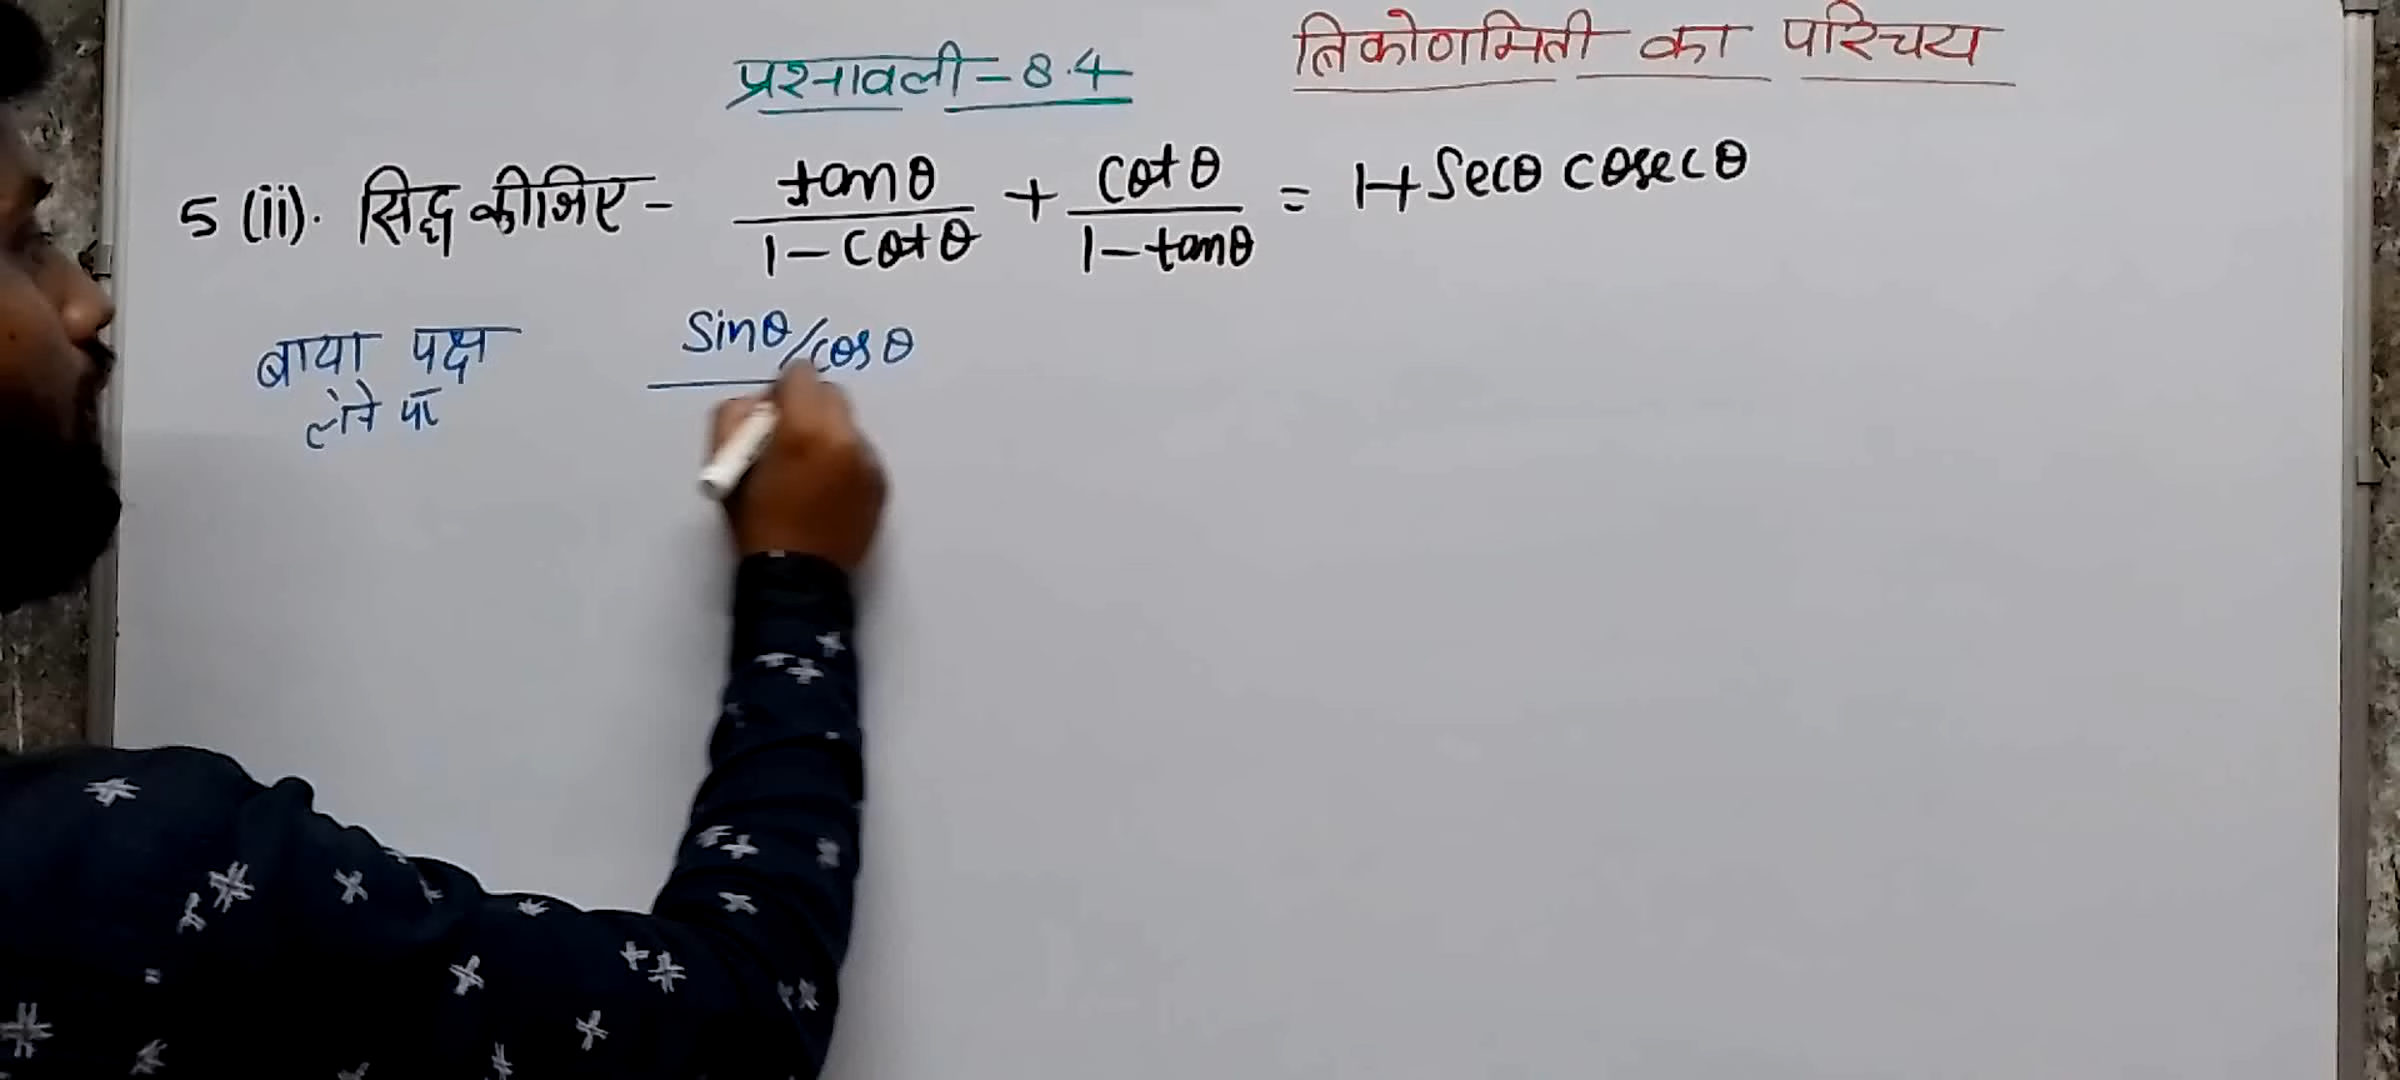 प्रश्नावली - 8.4
त्रिकोणमिती का परिचय
5 (ii). सिद्ध कीजिए - tanθ / 1 - cotθ + cotθ / 1 - tanθ = 1 + secθ cosecθ
बाया पक्ष
लेने पर
sinθ/cosθ